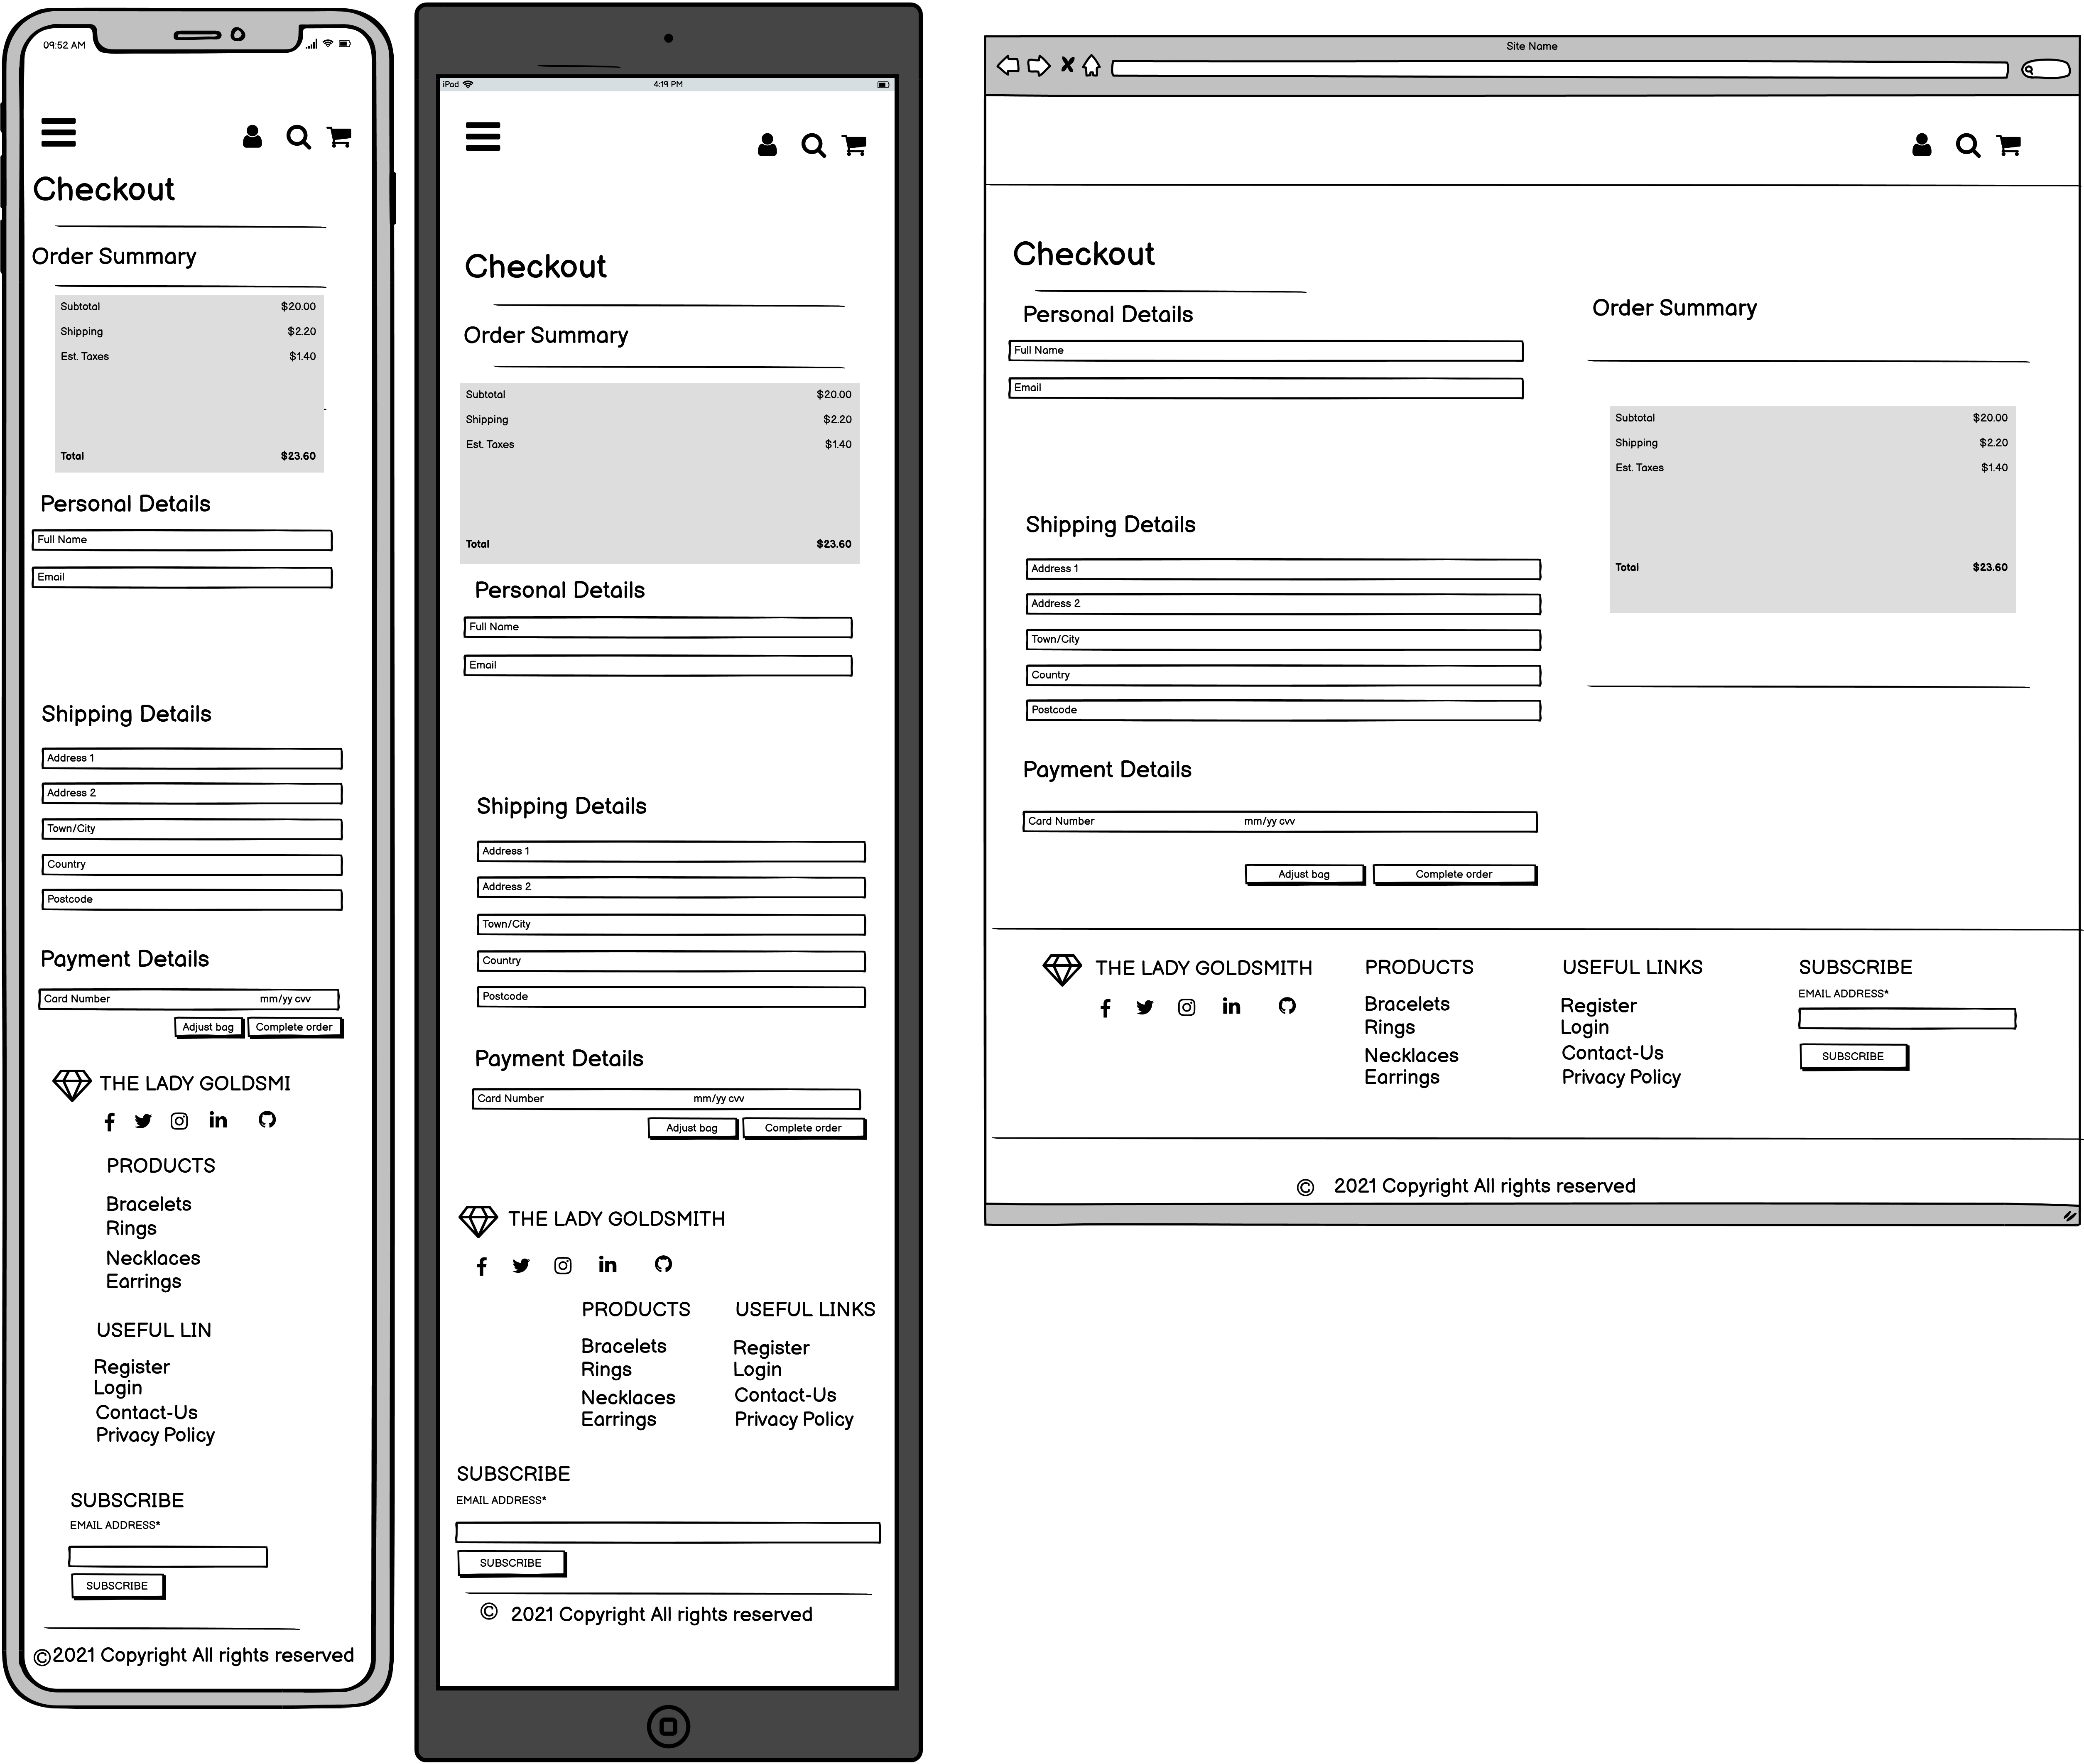 09:52 AM
Checkout
Order Summary
Subtotal $20.00
Shipping $2.20
Est. Taxes $1.40
Total $23.60
Personal Details
Full Name
Email
Shipping Details
Address 1
Address 2
Town/City
Country
Postcode
Payment Details
Card Number mm/yy cvv
Adjust bag Complete order
THE LADY GOLDSMI
PRODUCTS
Bracelets
Rings
Necklaces
Earrings
USEFUL LIN
Register
Login
Contact-Us
Privacy Policy
SUBSCRIBE
EMAIL ADDRESS*
SUBSCRIBE
©2021 Copyright All rights reserved
iPad 4:19 PM
Checkout
Order Summary
Subtotal $20.00
Shipping $2.20
Est. Taxes $1.40
Total $23.60
Personal Details
Full Name
Email
Shipping Details
Address 1
Address 2
Town/City
Country
Postcode
Payment Details
Card Number mm/yy cvv
Adjust bag Complete order
THE LADY GOLDSMITH
PRODUCTS USEFUL LINKS
Bracelets Register
Rings Login
Necklaces Contact-Us
Earrings Privacy Policy
SUBSCRIBE
EMAIL ADDRESS*
SUBSCRIBE
© 2021 Copyright All rights reserved
Site Name
Checkout
Personal Details
Full Name
Email
Shipping Details
Address 1
Address 2
Town/City
Country
Postcode
Payment Details
Card Number mm/yy cvv
Adjust bag Complete order
Order Summary
Subtotal $20.00
Shipping $2.20
Est. Taxes $1.40
Total $23.60
THE LADY GOLDSMITH PRODUCTS USEFUL LINKS SUBSCRIBE
EMAIL ADDRESS*
Bracelets Register
Rings Login
Necklaces Contact-Us SUBSCRIBE
Earrings Privacy Policy
© 2021 Copyright All rights reserved